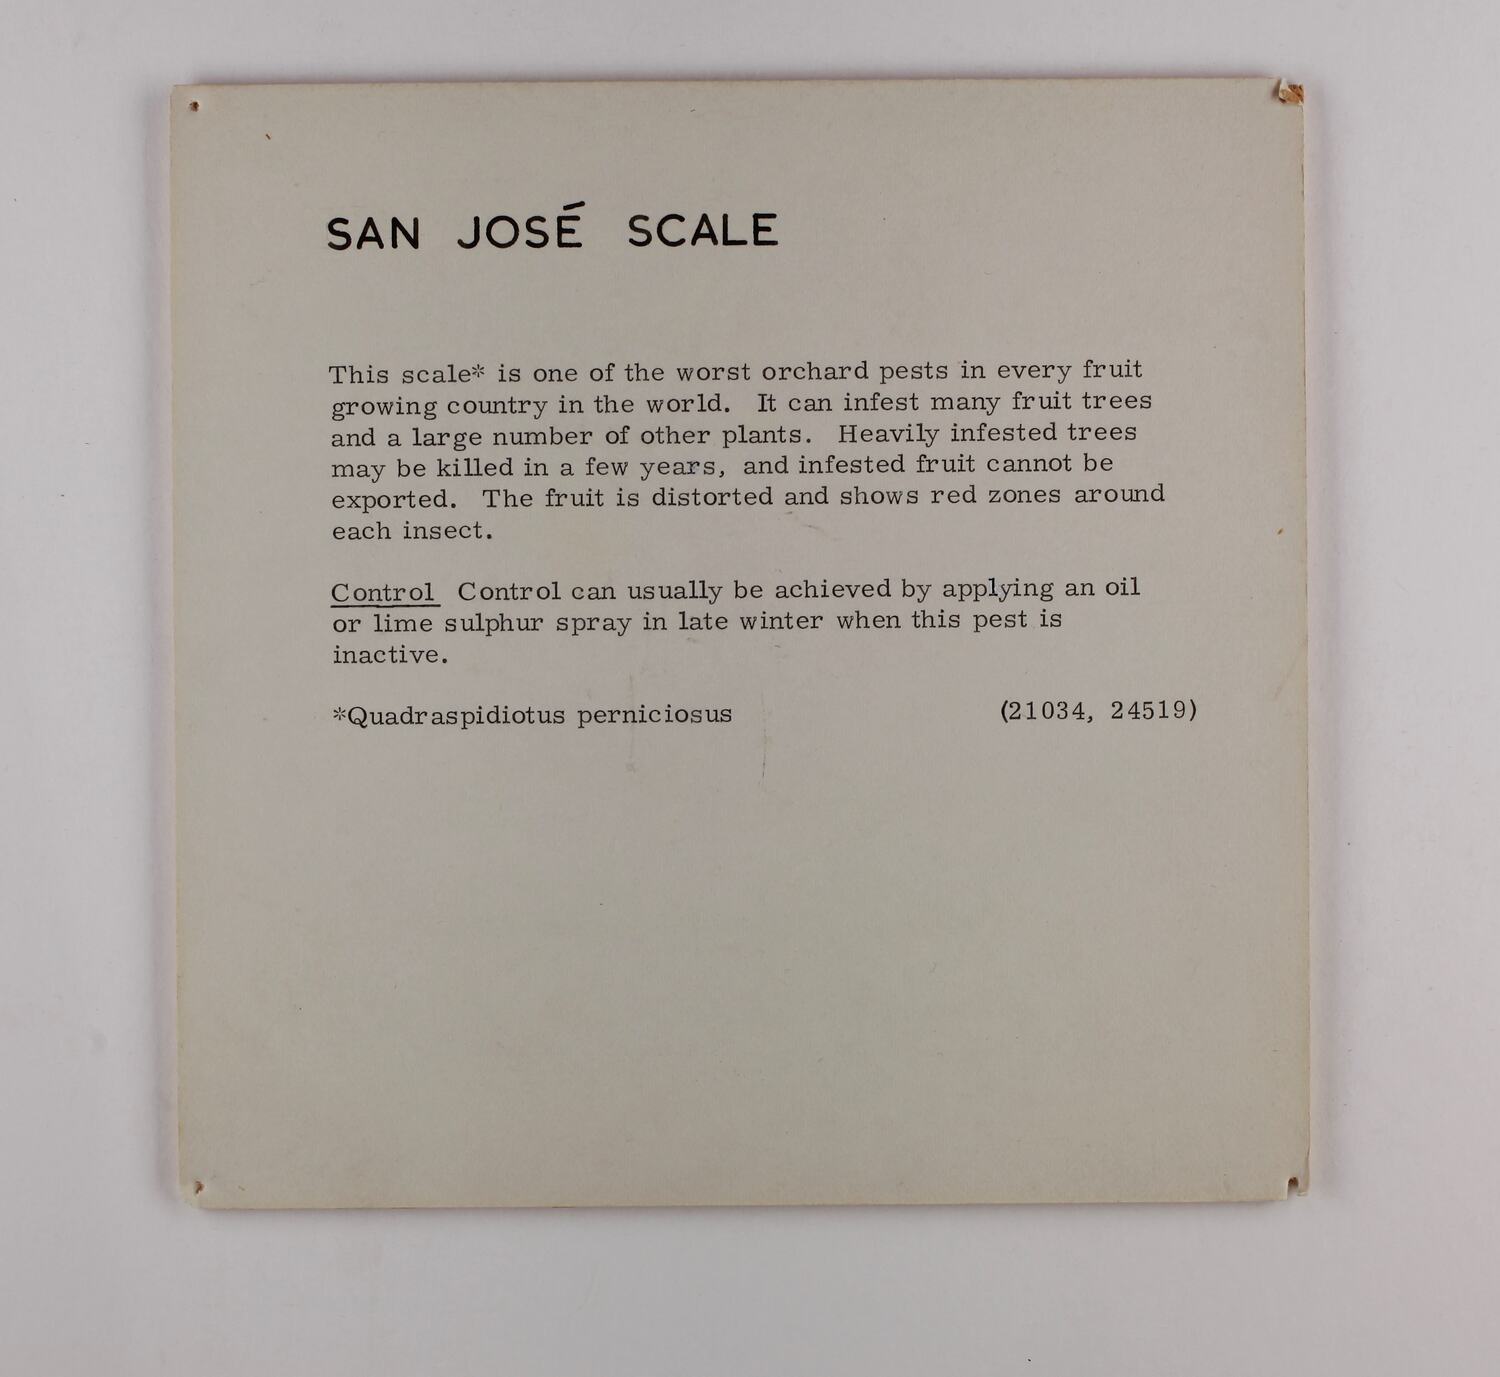 SAN JOSÉ SCALE
This scale* is one of the worst orchard pests in every fruit
growing country in the world. It can infest many fruit trees
and a large number of other plants. Heavily infested trees
may be killed in a few years, and infested fruit cannot be
exported. The fruit is distorted and shows red zones around
each insect.
Control Control can usually be achieved by applying an oil
or lime sulphur spray in late winter when this pest is
inactive.
*Quadraspidiotus perniciosus (21034, 24519)